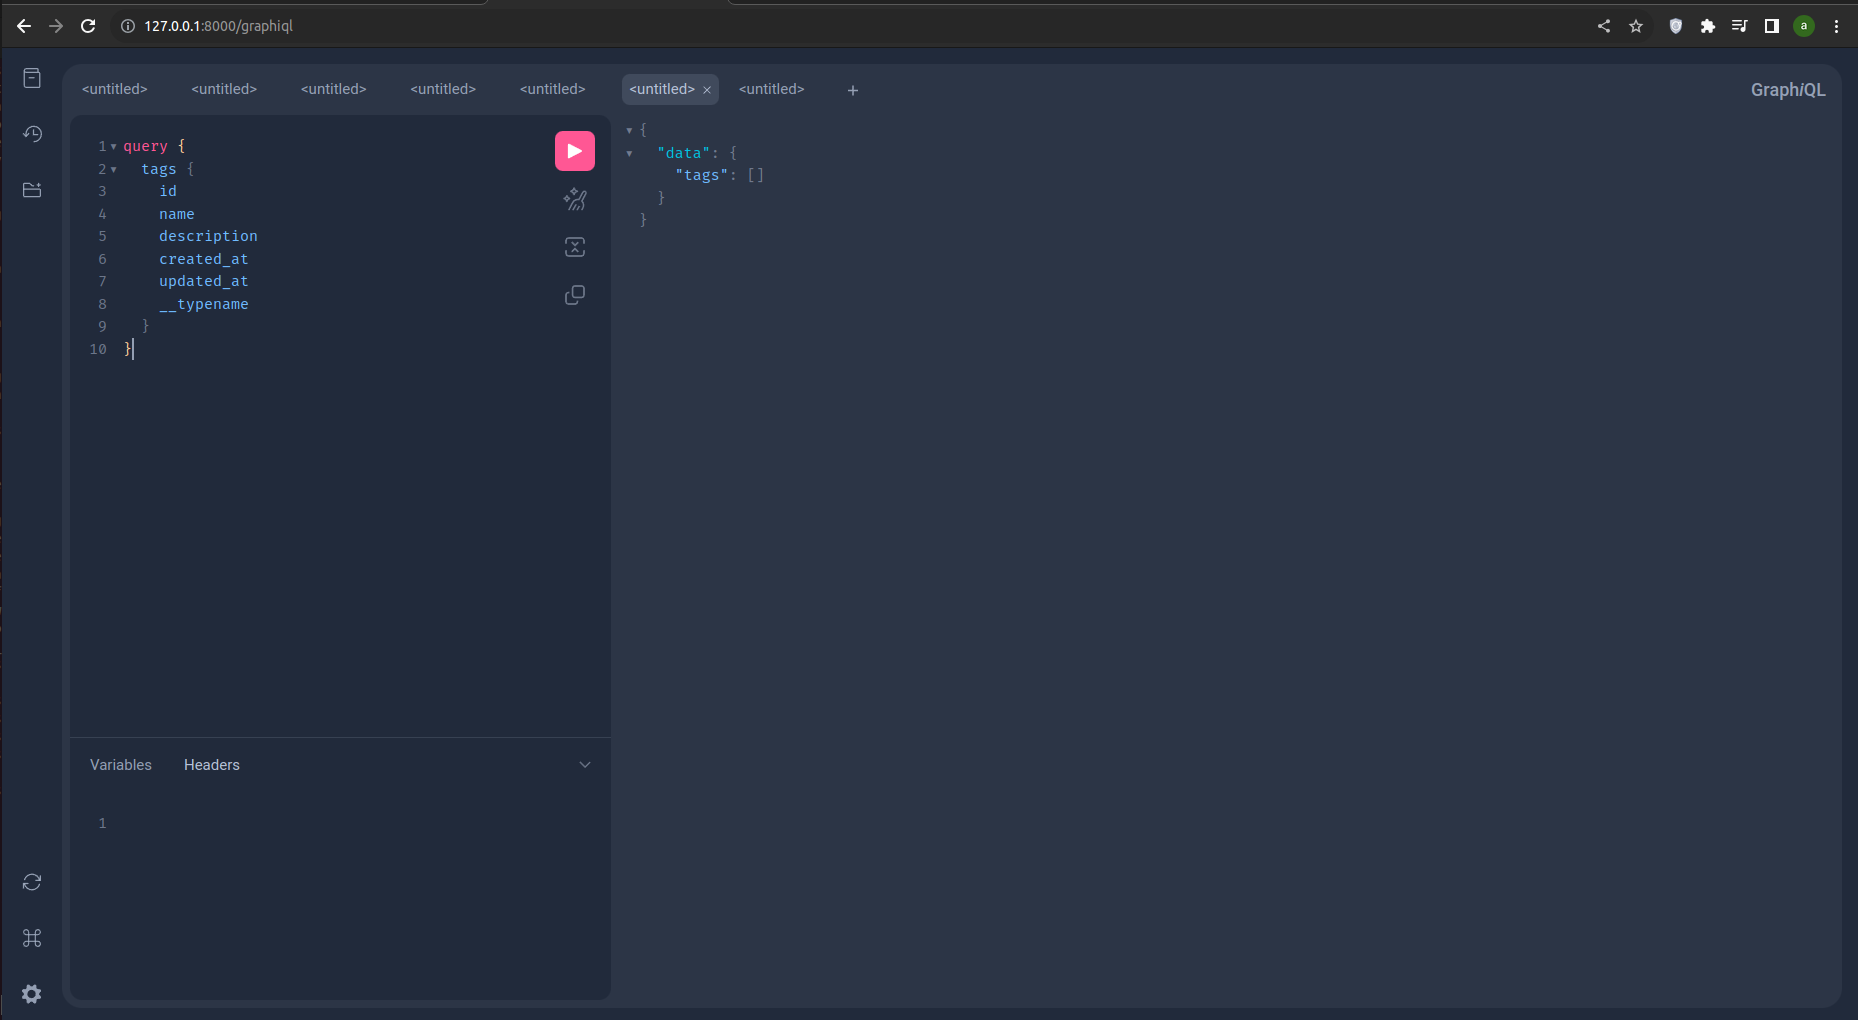 127.0.0.1:8000/graphiql
a
<untitled> <untitled> <untitled> <untitled> <untitled> <untitled> × <untitled> +
GraphiQL
1 query {
2 tags {
3 id
4 name
5 description
6 created_at
7 updated_at
8 __typename
9 }
10 }
{
"data": {
"tags": []
}
}
Variables Headers
1